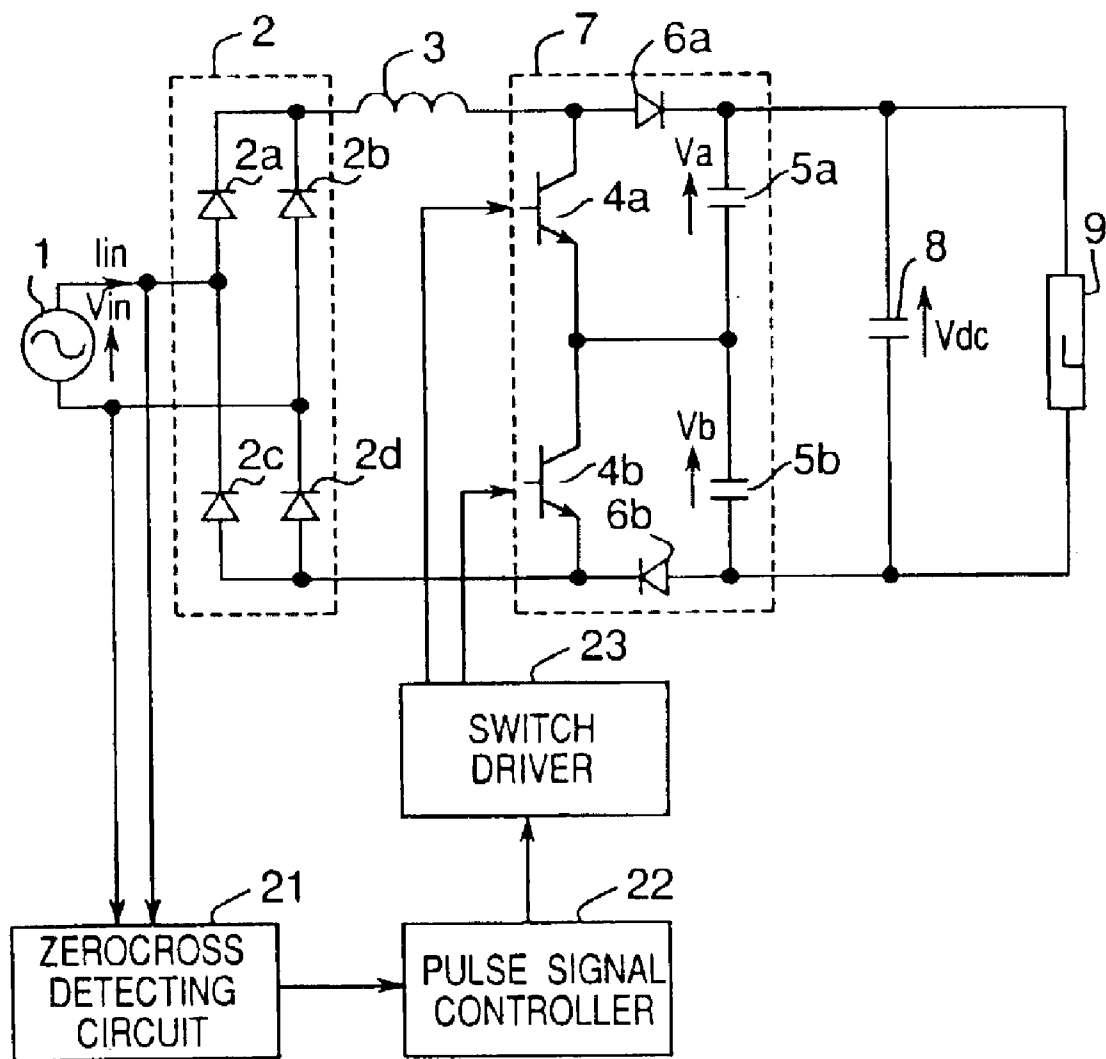 2
3
7
6a
2a
2b
Va
5a
4a
1
Iin
Vin
8
9
Vdc
2c
2d
Vb
5b
4b
6b
23
SWITCH
DRIVER
21
22
ZEROCROSS
DETECTING
CIRCUIT
PULSE SIGNAL
CONTROLLER